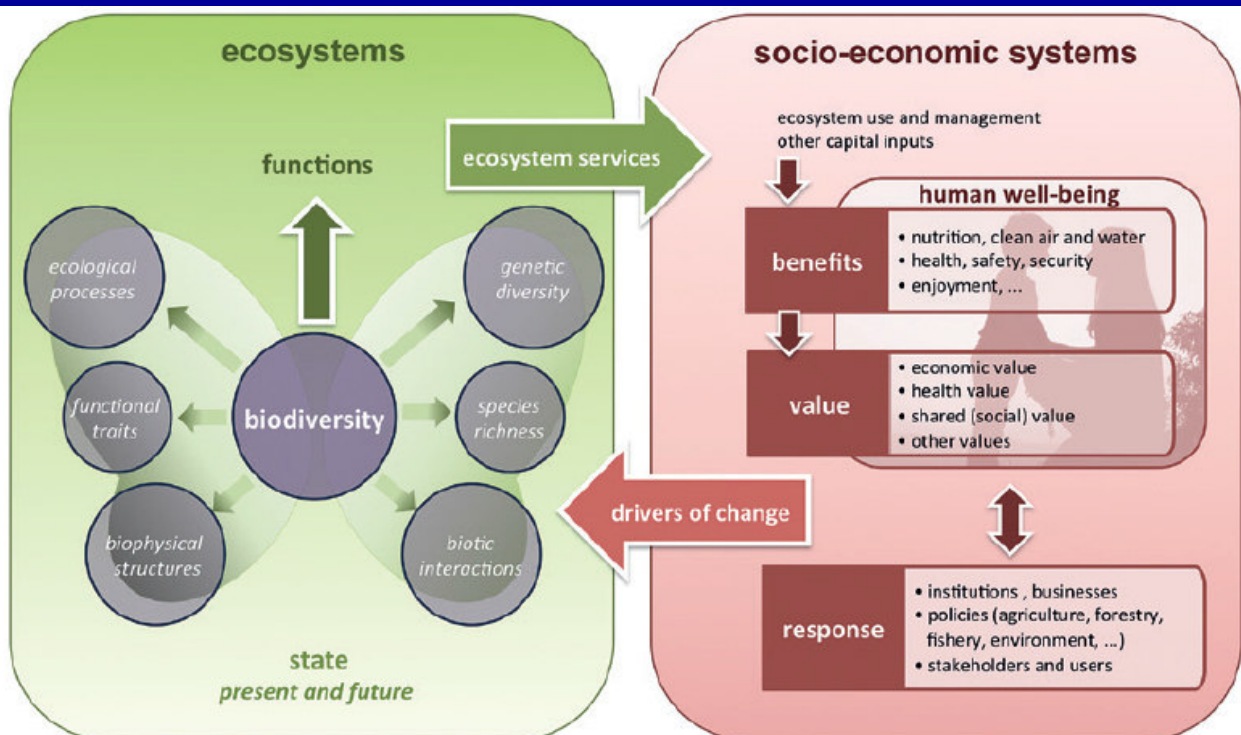 ecosystems
functions
ecological
processes
genetic
diversity
functional
traits
biodiversity
species
richness
biophysical
structures
biotic
interactions
state
present and future
ecosystem services
drivers of change
socio-economic systems
ecosystem use and management
other capital inputs
human well-being
benefits
• nutrition, clean air and water
• health, safety, security
• enjoyment, ...
value
• economic value
• health value
• shared (social) value
• other values
response
• institutions , businesses
• policies (agriculture, forestry,
fishery, environment, ...)
• stakeholders and users